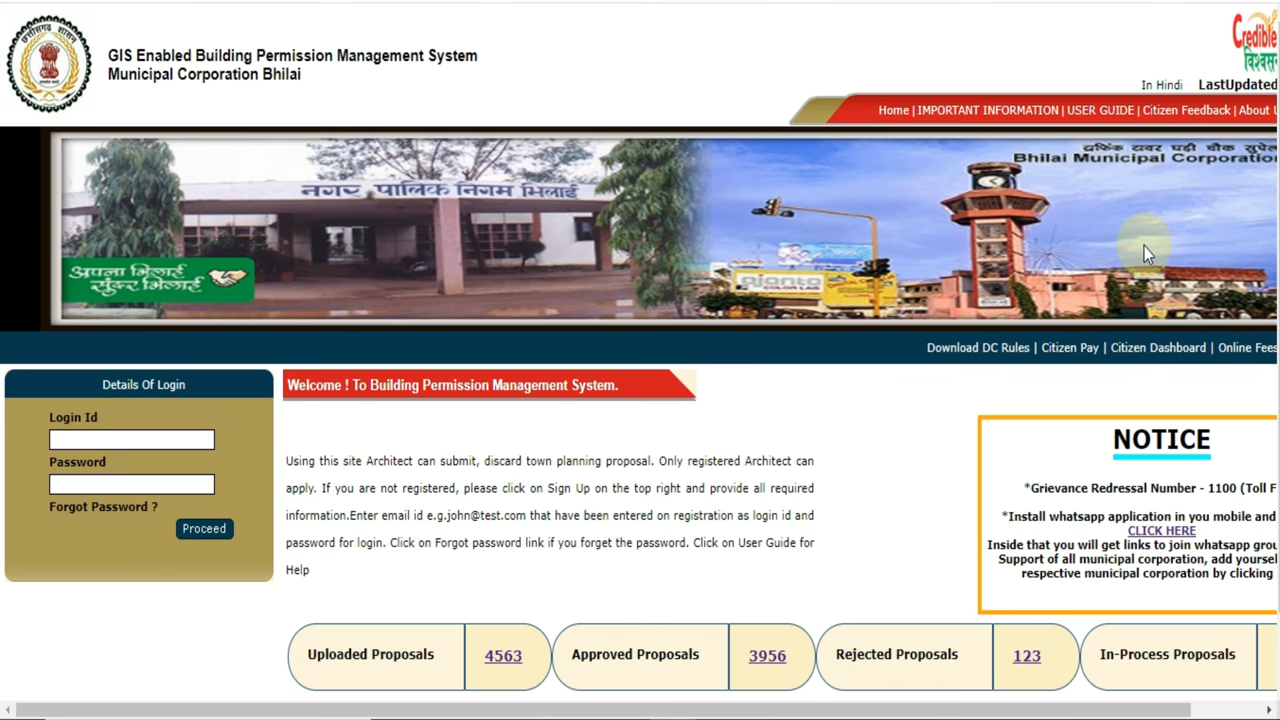 छत्तीसगढ़ शासन
GIS Enabled Building Permission Management System
Municipal Corporation Bhilai
Credible
In Hindi LastUpdated
Home | IMPORTANT INFORMATION | USER GUIDE | Citizen Feedback | About
नगर पालिक निगम भिलाई
अपना भिलाई
सुंदर भिलाई
ट्राफिक टावर घड़ी चौक
Bhilai Municipal Corporatio
Download DC Rules | Citizen Pay | Citizen Dashboard | Online Fees
Details Of Login
Login Id
Password
Forgot Password ?
Proceed
Welcome ! To Building Permission Management System.
Using this site Architect can submit, discard town planning proposal. Only registered Architect can
apply. If you are not registered, please click on Sign Up on the top right and provide all required
information.Enter email id e.g.john@test.com that have been entered on registration as login id and
password for login. Click on Forgot password link if you forget the password. Click on User Guide for
Help
NOTICE
*Grievance Redressal Number - 1100 (Toll F
*Install whatsapp application in you mobile and
CLICK HERE
Inside that you will get links to join whatsapp grou
Support of all municipal corporation, add yoursel
respective municipal corporation by clicking
Uploaded Proposals 4563
Approved Proposals 3956
Rejected Proposals 123
In-Process Proposals